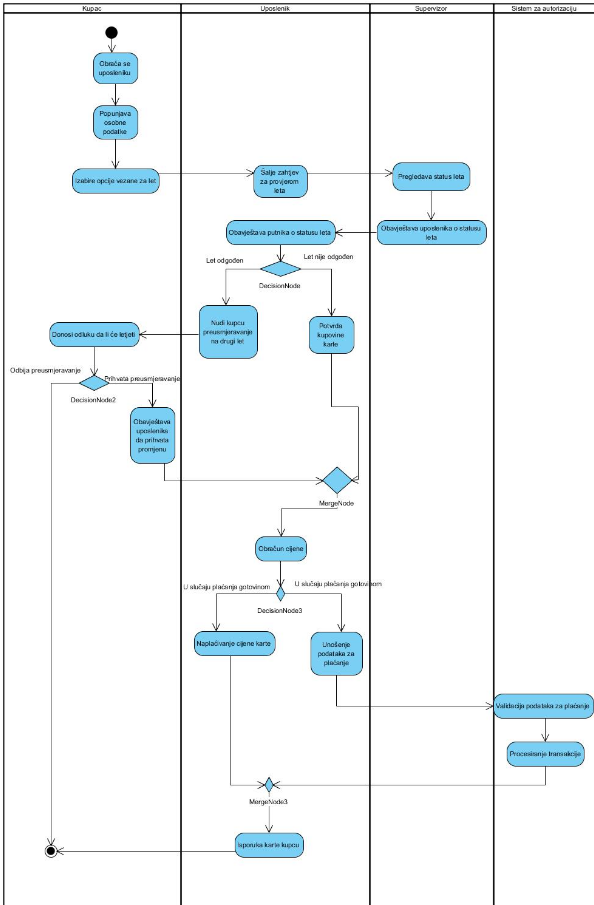 Kupac
Uposlenik
Supervizor
Sistem za autorizaciju
Obraća se
uposleniku
Popunjava
osobne
podatke
Izabire opcije vezane za let
Šalje zahtjev
za provjerom
leta
Pregledava status leta
Obavještava putnika o statusu leta
Obavještava uposlenika o statusu
leta
Let odgođen
Let nije odgođen
DecisionNode
Nudi kupcu
preusmjeravanje
na drugi let
Potvrda
kupovine
karte
Donosi odluku da li će letjeti
Odbija preusmjeravanje
Prihvata preusmjeravanje
DecisionNode2
Obavještava
uposlenika
da prihvata
promjenu
MergeNode
Obračun cijene
U slučaju plaćanja gotovinom
U slučaju plaćanja gotovinom
DecisionNode3
Naplaćivanje cijene karte
Unošenje
podataka za
plaćanje
Validacija podataka za plaćanje
Procesiranje transakcije
MergeNode3
Isporuka karte kupcu